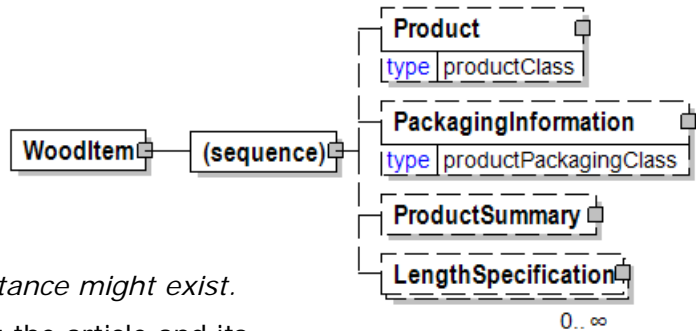 Product
type productClass
PackagingInformation
type productPackagingClass
WoodItem
(sequence)
ProductSummary
LengthSpecification
0..∞
tance might exist.
the article and its